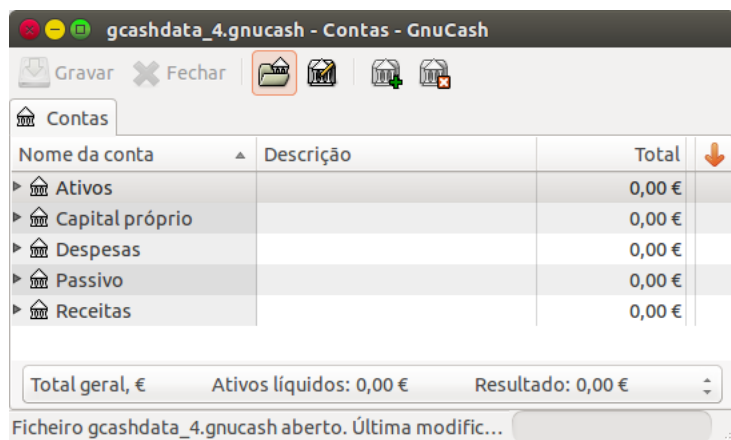 gcashdata_4.gnucash - Contas - GnuCash
Gravar Fechar
Contas
Nome da conta Descrição Total
Ativos 0,00 €
Capital próprio 0,00 €
Despesas 0,00 €
Passivo 0,00 €
Receitas 0,00 €
Total geral, € Ativos líquidos: 0,00 € Resultado: 0,00 €
Ficheiro gcashdata_4.gnucash aberto. Última modific...